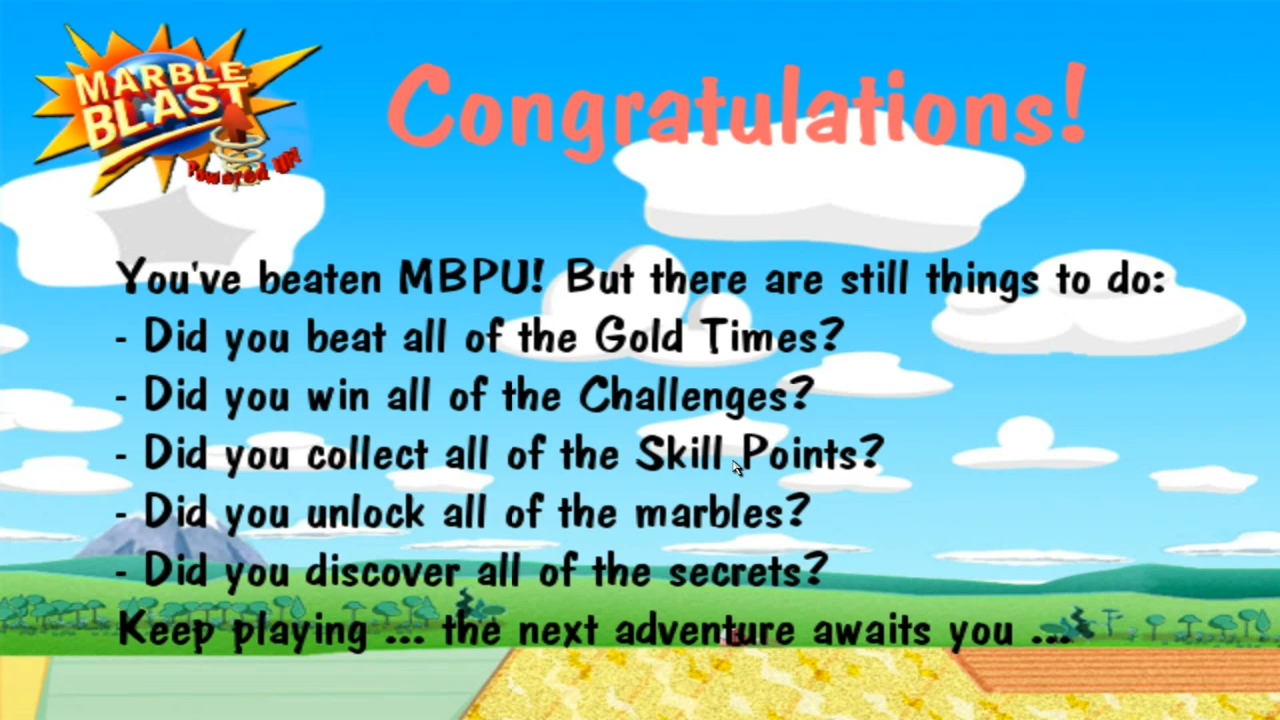 MARBLE
BLAST
Powered UP!
Congratulations!
You've beaten MBPU! But there are still things to do:
- Did you beat all of the Gold Times?
- Did you win all of the Challenges?
- Did you collect all of the Skill Points?
- Did you unlock all of the marbles?
- Did you discover all of the secrets?
Keep playing ... the next adventure awaits you ...